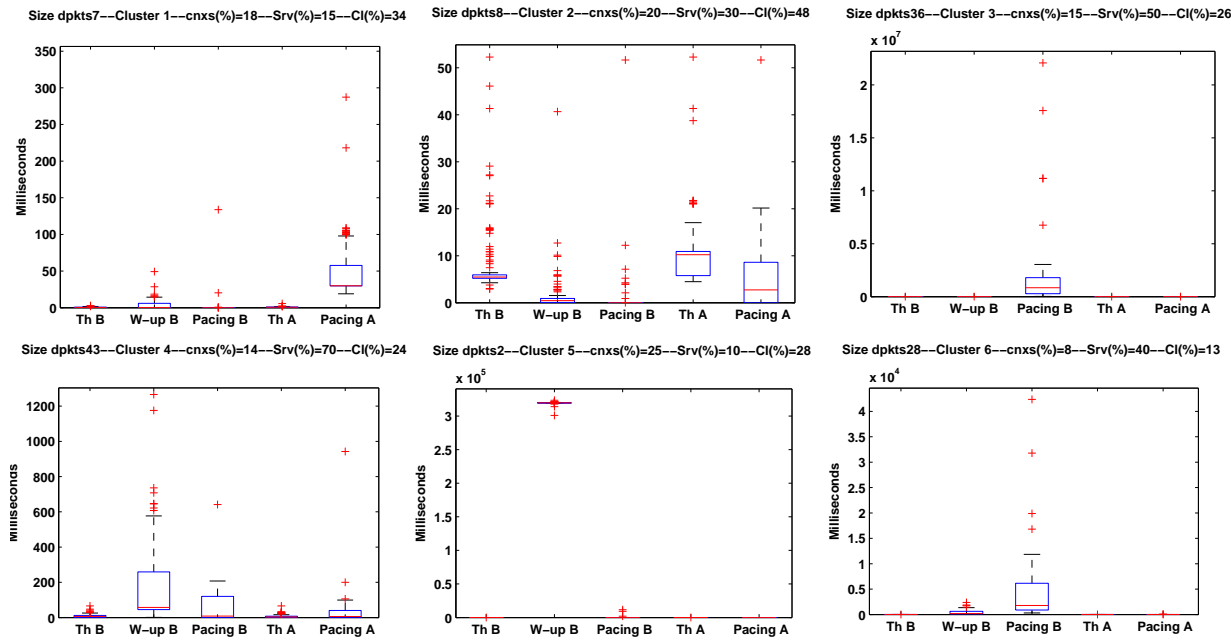 Size dpkts7--Cluster 1--cnxs(%)=18--Srv(%)=15--Cl(%)=34
350
300
250
200
150
100
50
0
Milliseconds
Th B W-up B Pacing B Th A Pacing A
Size dpkts8--Cluster 2--cnxs(%)=20--Srv(%)=30--Cl(%)=48
50
40
30
20
10
0
Milliseconds
Th B W-up B Pacing B Th A Pacing A
Size dpkts36--Cluster 3--cnxs(%)=15--Srv(%)=50--Cl(%)=26
x 10^7
2
1.5
1
0.5
0
Milliseconds
Th B W-up B Pacing B Th A Pacing A
Size dpkts43--Cluster 4--cnxs(%)=14--Srv(%)=70--Cl(%)=24
1200
1000
800
600
400
200
0
Milliseconds
Th B W-up B Pacing B Th A Pacing A
Size dpkts2--Cluster 5--cnxs(%)=25--Srv(%)=10--Cl(%)=28
x 10^5
3
2.5
2
1.5
1
0.5
0
Milliseconds
Th B W-up B Pacing B Th A Pacing A
Size dpkts28--Cluster 6--cnxs(%)=8--Srv(%)=40--Cl(%)=13
x 10^4
4
3.5
3
2.5
2
1.5
1
0.5
0
Milliseconds
Th B W-up B Pacing B Th A Pacing A